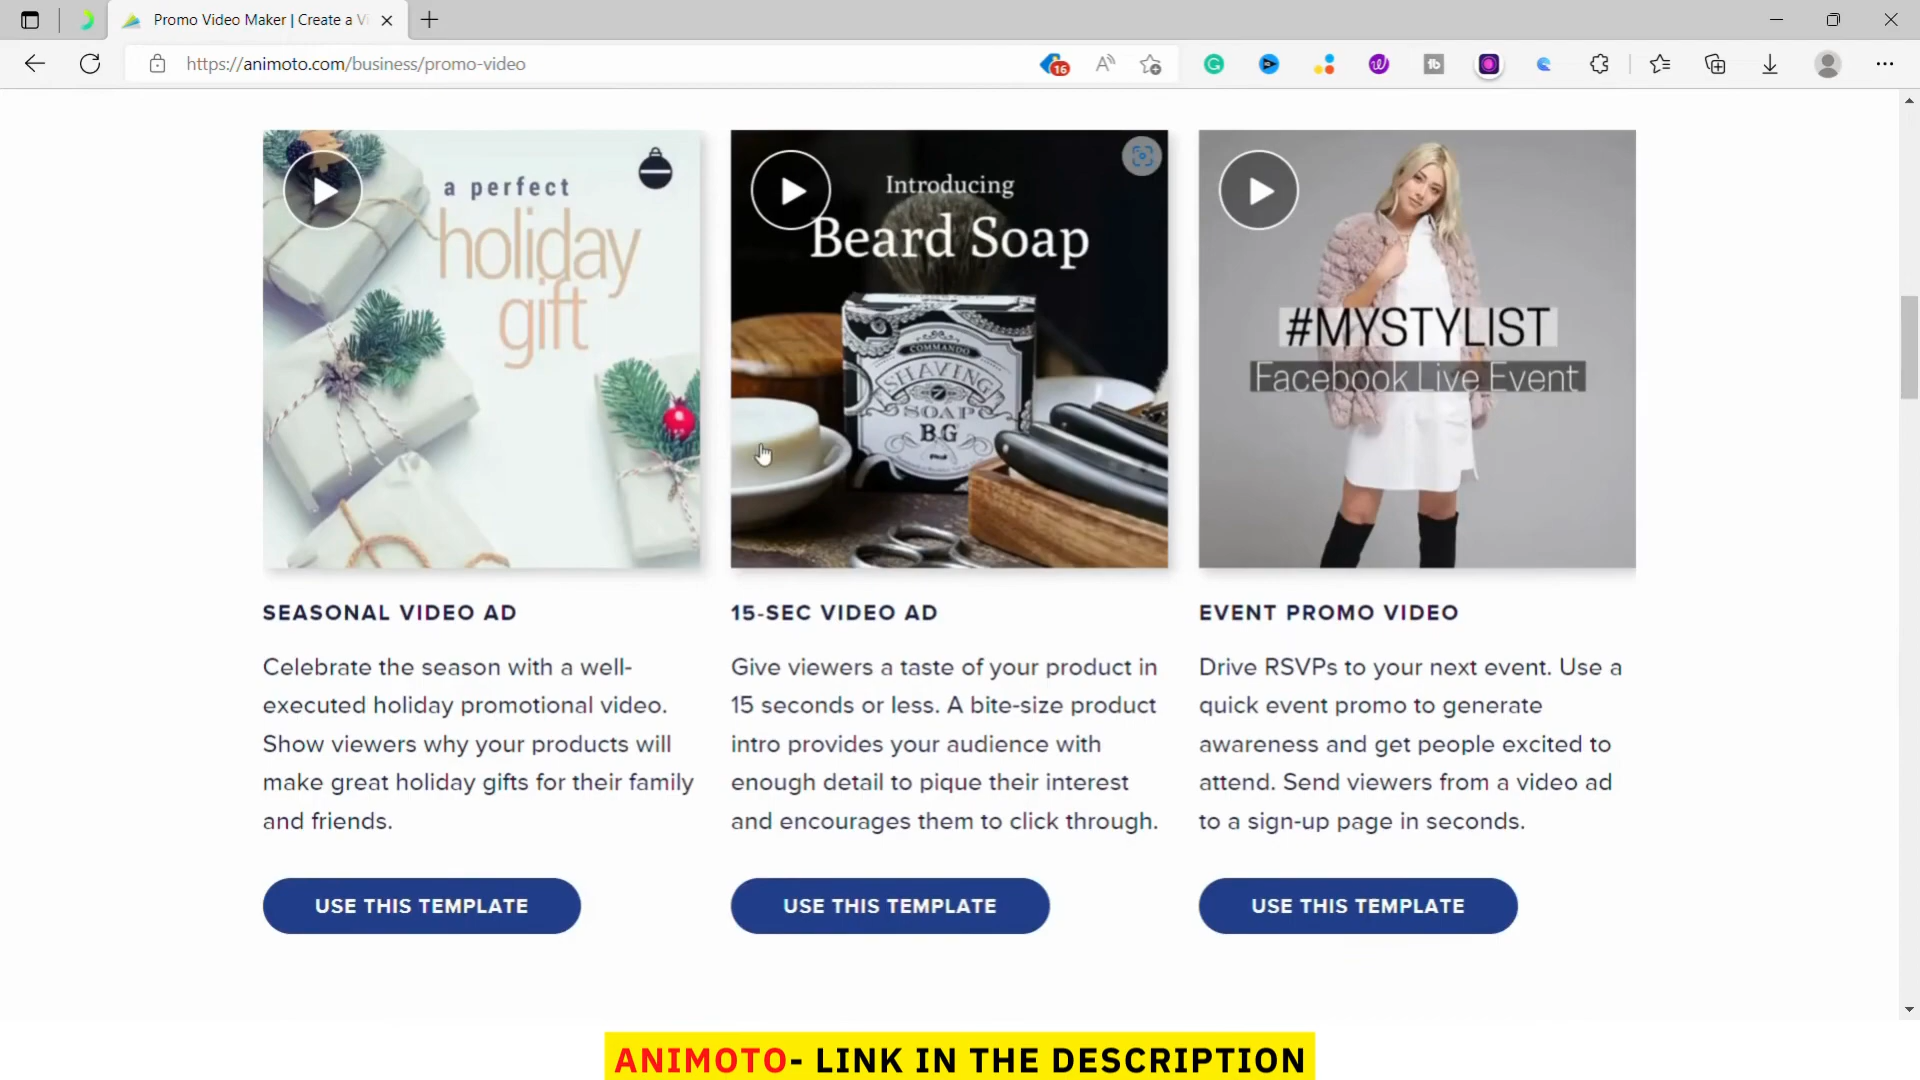 Promo Video Maker | Create a Vi
https://animoto.com/business/promo-video
16
a perfect
holiday
gift
Introducing
Beard Soap
COMMANDO
SHAVING
SOAP
BG
#MYSTYLIST
Facebook Live Event
SEASONAL VIDEO AD
Celebrate the season with a well-
executed holiday promotional video.
Show viewers why your products will
make great holiday gifts for their family
and friends.
USE THIS TEMPLATE
15-SEC VIDEO AD
Give viewers a taste of your product in
15 seconds or less. A bite-size product
intro provides your audience with
enough detail to pique their interest
and encourages them to click through.
USE THIS TEMPLATE
EVENT PROMO VIDEO
Drive RSVPs to your next event. Use a
quick event promo to generate
awareness and get people excited to
attend. Send viewers from a video ad
to a sign-up page in seconds.
USE THIS TEMPLATE
ANIMOTO- LINK IN THE DESCRIPTION